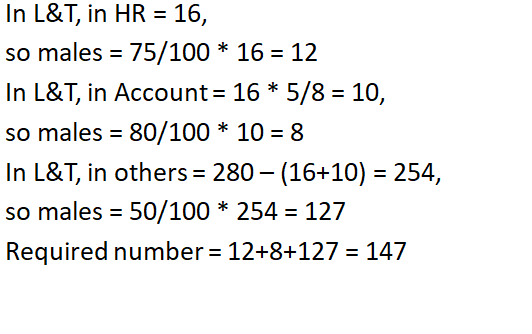 In L&T, in HR = 16,
so males = 75/100 * 16 = 12
In L&T, in Account = 16 * 5/8 = 10,
so males = 80/100 * 10 = 8
In L&T, in others = 280 – (16+10) = 254,
so males = 50/100 * 254 = 127
Required number = 12+8+127 = 147